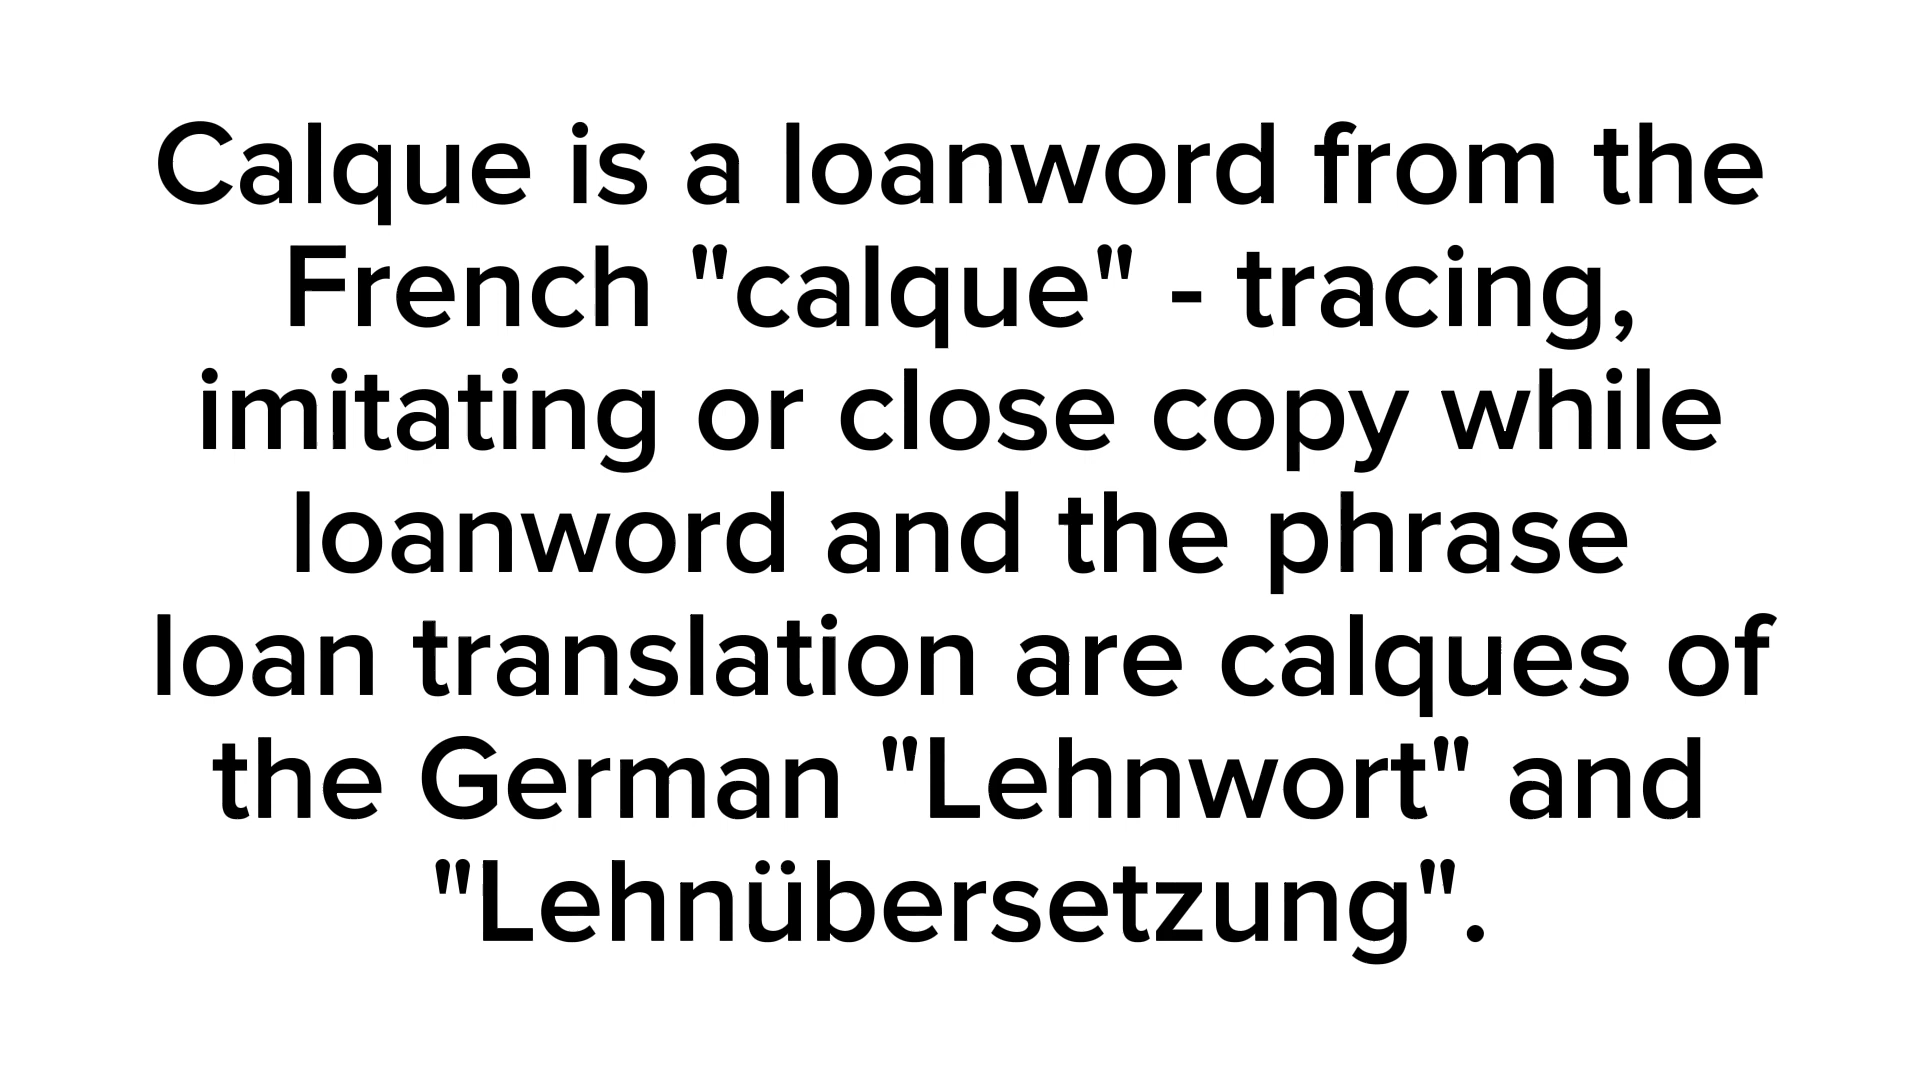 Calque is a loanword from the
French "calque" - tracing,
imitating or close copy while
loanword and the phrase
loan translation are calques of
the German "Lehnwort" and
"Lehnübersetzung".